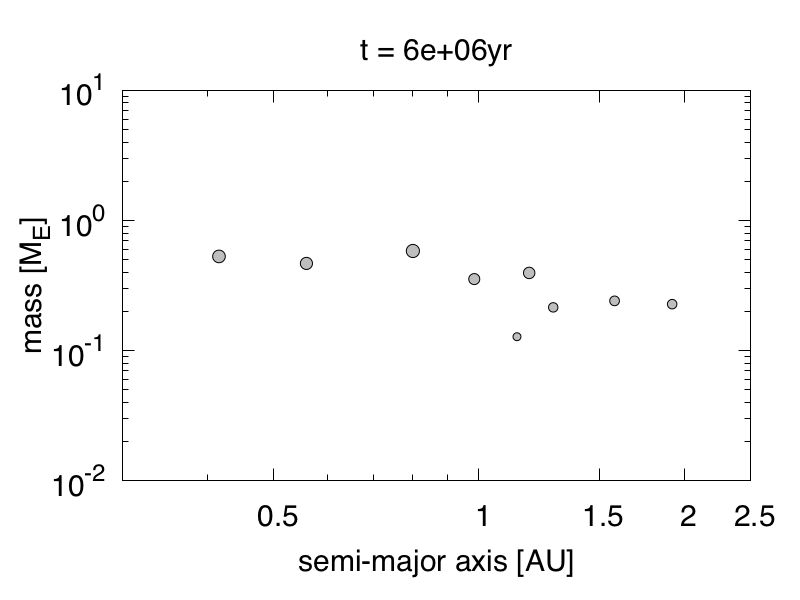 t = 6e+06yr
10^1
10^0
10^-1
10^-2
mass [M_E]
0.5 1 1.5 2 2.5
semi-major axis [AU]